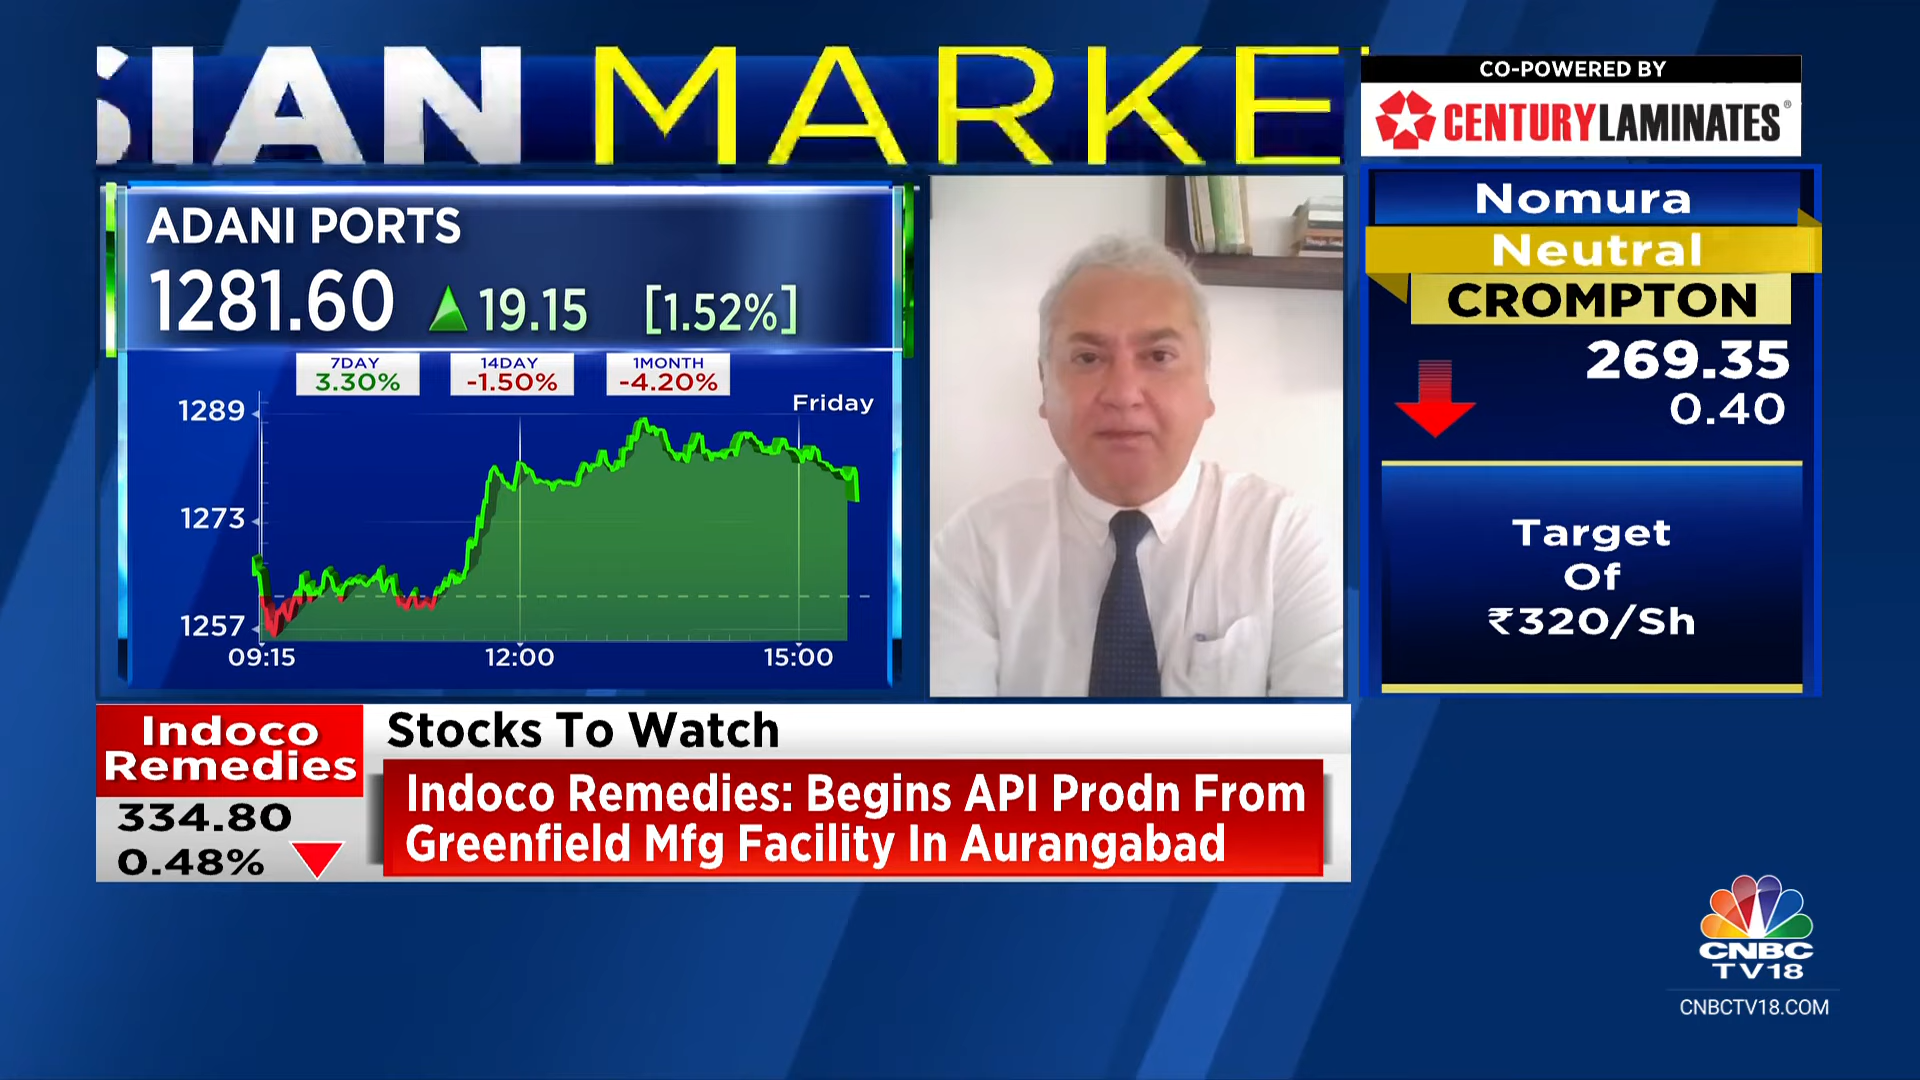 SIAN MARKE
CO-POWERED BY
CENTURYLAMINATES®
ADANI PORTS
1281.60 19.15 [1.52%]
7DAY
3.30%
14DAY
-1.50%
1MONTH
-4.20%
Friday
1289
1273
1257
09:15 12:00 15:00
Nomura
Neutral
CROMPTON
269.35
0.40
Target
Of
₹320/Sh
Indoco
Remedies
334.80
0.48%
Stocks To Watch
Indoco Remedies: Begins API Prodn From
Greenfield Mfg Facility In Aurangabad
CNBC
TV18
CNBCTV18.COM